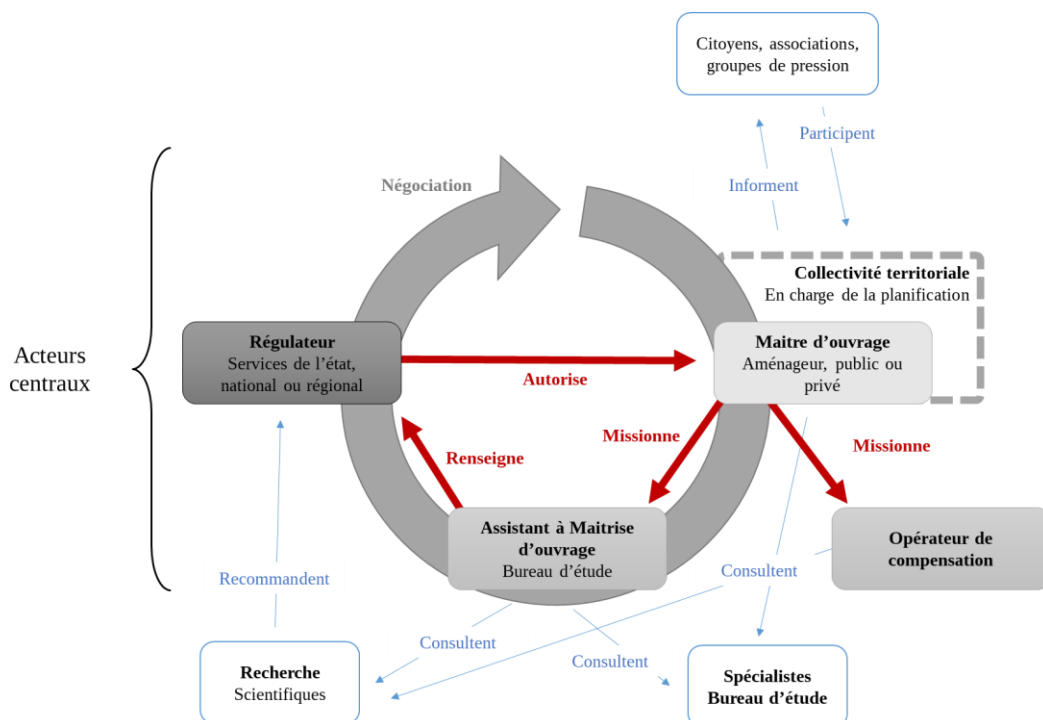 Citoyens, associations,
groupes de pression
Participent
Négociation
Informent
Collectivité territoriale
En charge de la planification
Acteurs
centraux
Régulateur
Services de l’état,
national ou régional
Maitre d’ouvrage
Aménageur, public ou
privé
Autorise
Missionne
Missionne
Renseigne
Assistant à Maitrise
d’ouvrage
Bureau d’étude
Opérateur de
compensation
Recommandent
Consultent
Consultent
Consultent
Recherche
Scientifiques
Spécialistes
Bureau d’étude